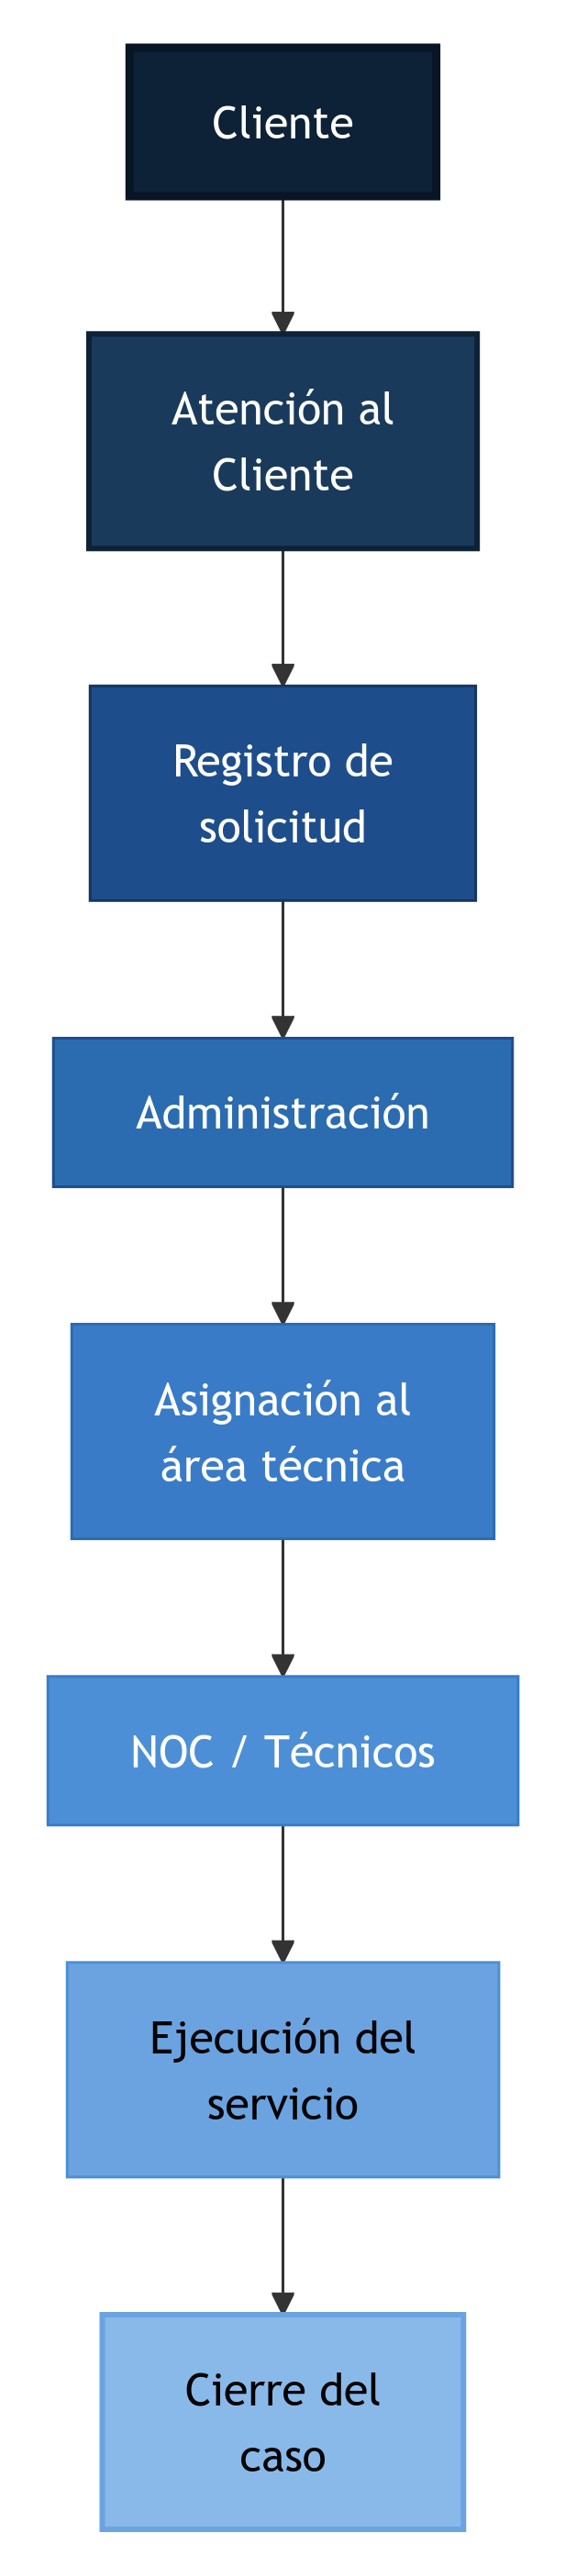 Cliente
Atención al
Cliente
Registro de
solicitud
Administración
Asignación al
área técnica
NOC / Técnicos
Ejecución del
servicio
Cierre del
caso